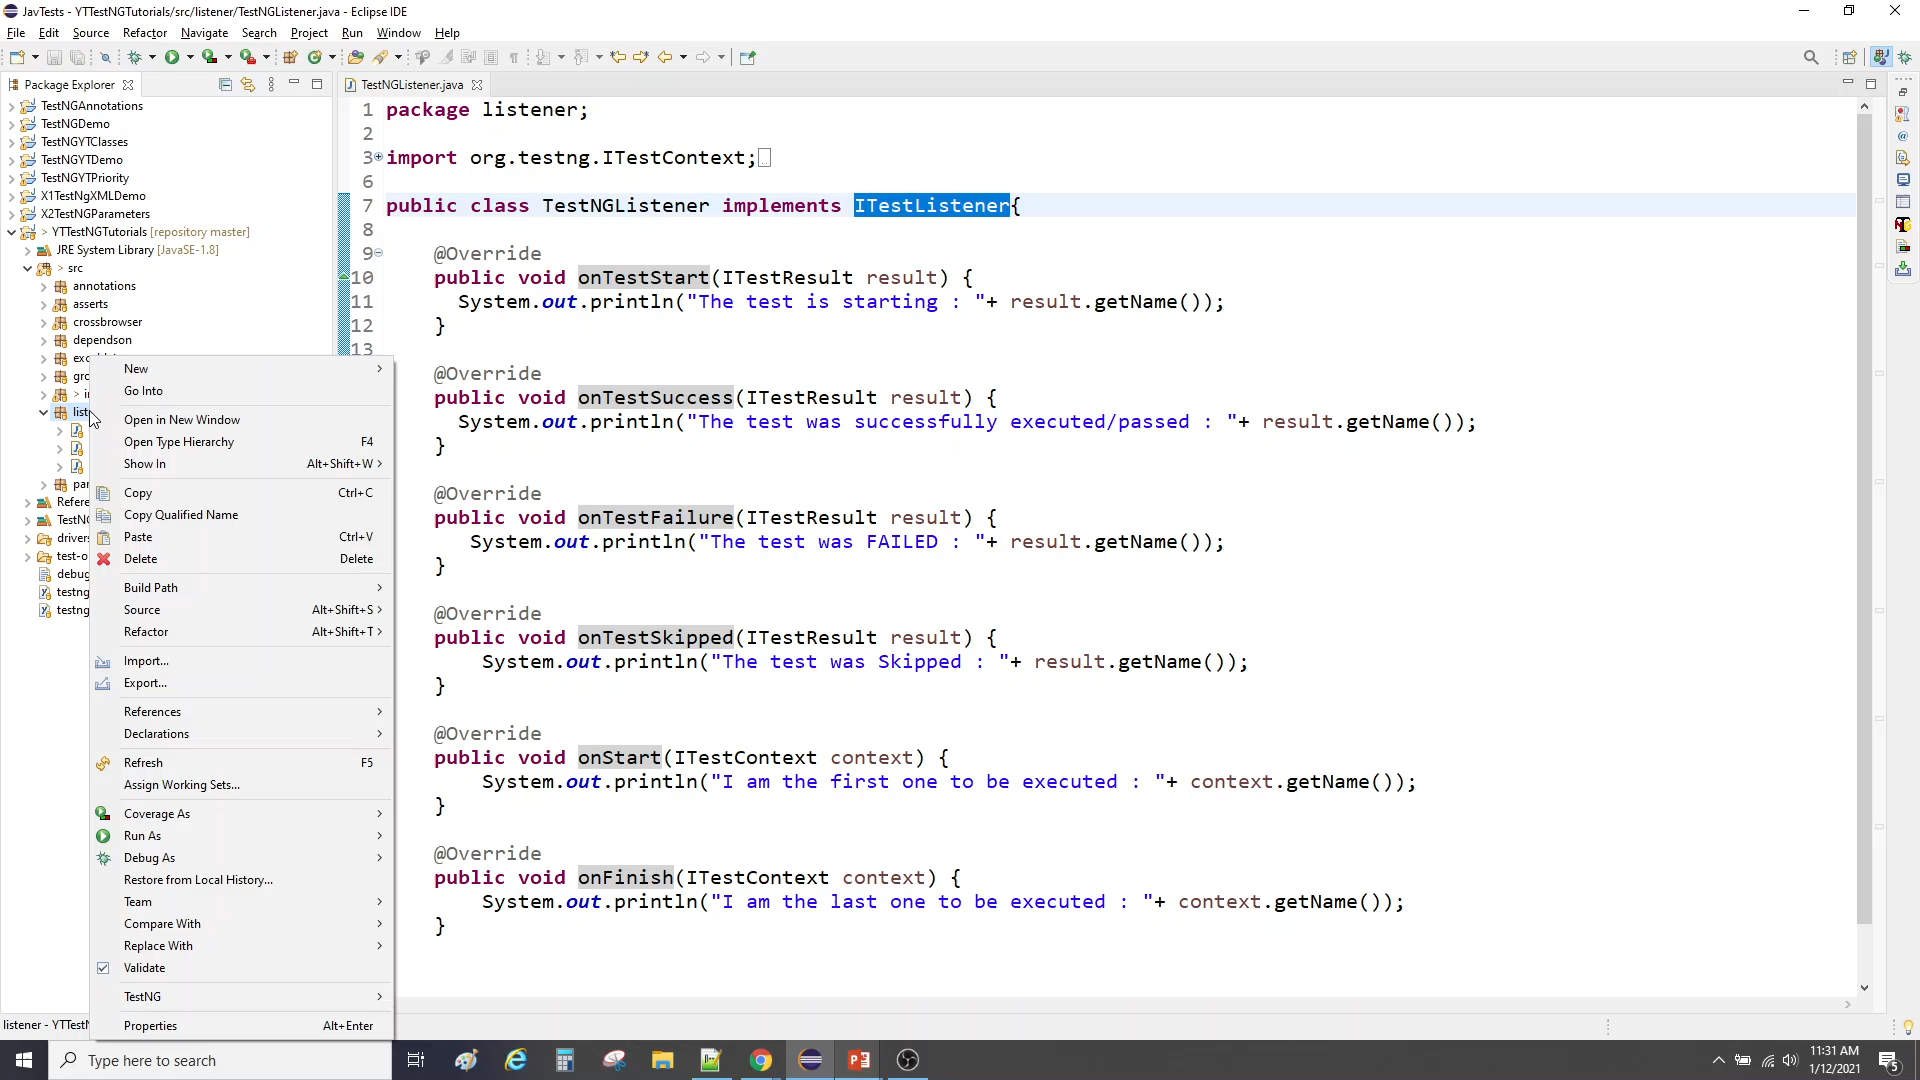 JavTests - YTTestNGTutorials/src/listener/TestNGListener.java - Eclipse IDE
File Edit Source Refactor Navigate Search Project Run Window Help
Package Explorer
TestNGAnnotations
TestNGDemo
TestNGYTClasses
TestNGYTDemo
TestNGYTPriority
X1TestNgXMLDemo
X2TestNGParameters
> YTTestNGTutorials [repository master]
JRE System Library [JavaSE-1.8]
> src
annotations
asserts
crossbrowser
dependson
TestNGListener.java
1 package listener;
2
3 import org.testng.ITestContext;
6
7 public class TestNGListener implements ITestListener{
8
9 @Override
10 public void onTestStart(ITestResult result) {
11 System.out.println("The test is starting : "+ result.getName());
12 }
13
@Override
public void onTestSuccess(ITestResult result) {
System.out.println("The test was successfully executed/passed : "+ result.getName());
}
@Override
public void onTestFailure(ITestResult result) {
System.out.println("The test was FAILED : "+ result.getName());
}
@Override
public void onTestSkipped(ITestResult result) {
System.out.println("The test was Skipped : "+ result.getName());
}
@Override
public void onStart(ITestContext context) {
System.out.println("I am the first one to be executed : "+ context.getName());
}
@Override
public void onFinish(ITestContext context) {
System.out.println("I am the last one to be executed : "+ context.getName());
}
New
Go Into
Open in New Window
Open Type Hierarchy F4
Show In Alt+Shift+W
Copy Ctrl+C
Copy Qualified Name
Paste Ctrl+V
Delete Delete
Build Path
Source Alt+Shift+S
Refactor Alt+Shift+T
Import...
Export...
References
Declarations
Refresh F5
Assign Working Sets...
Coverage As
Run As
Debug As
Restore from Local History...
Team
Compare With
Replace With
Validate
TestNG
Properties Alt+Enter
Type here to search
11:31 AM
1/12/2021
5